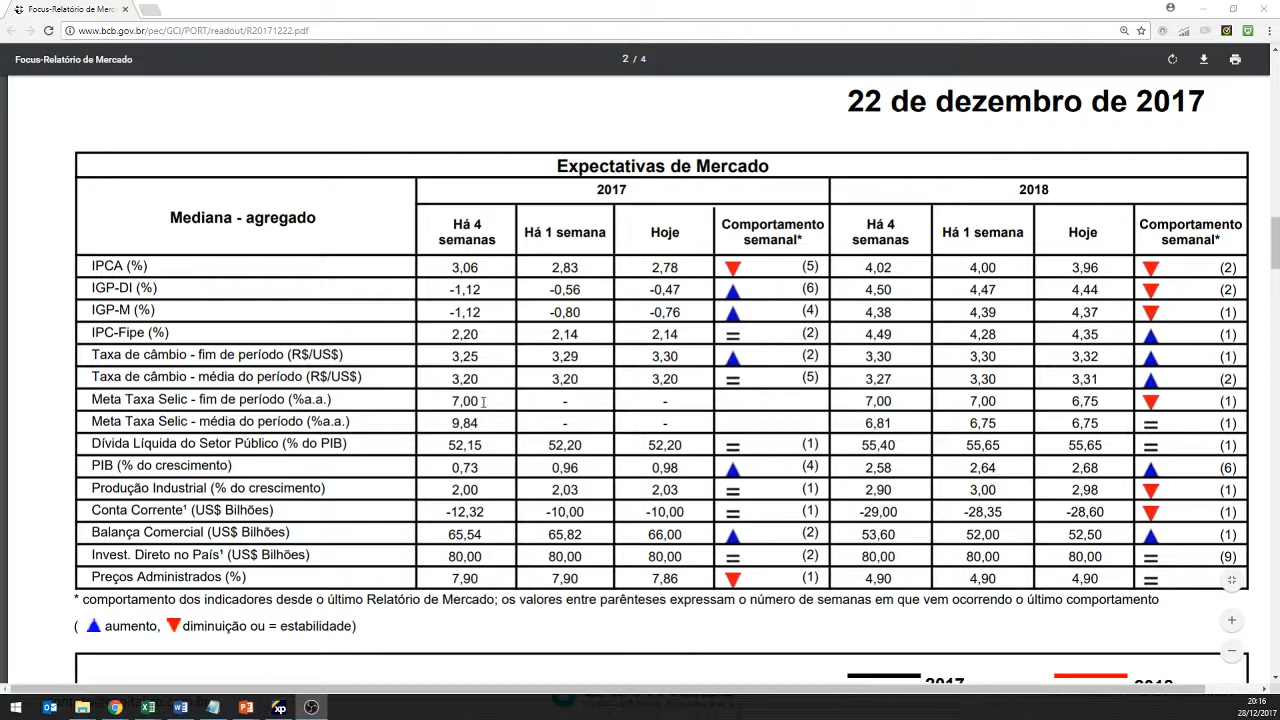 Focus-Relatório de Merc
www.bcb.gov.br/pec/GCI/PORT/readout/R20171222.pdf
Focus-Relatório de Mercado
2 / 4
22 de dezembro de 2017
Expectativas de Mercado
Mediana - agregado
2017
2018
Há 4 semanas
Há 1 semana
Hoje
Comportamento semanal*
Há 4 semanas
Há 1 semana
Hoje
Comportamento semanal*
IPCA (%) 3,06 2,83 2,78 ▼ (5) 4,02 4,00 3,96 ▼ (2)
IGP-DI (%) -1,12 -0,56 -0,47 ▲ (6) 4,50 4,47 4,44 ▼ (2)
IGP-M (%) -1,12 -0,80 -0,76 ▲ (4) 4,38 4,39 4,37 ▼ (1)
IPC-Fipe (%) 2,20 2,14 2,14 = (2) 4,49 4,28 4,35 ▲ (1)
Taxa de câmbio - fim de período (R$/US$) 3,25 3,29 3,30 ▲ (2) 3,30 3,30 3,32 ▲ (1)
Taxa de câmbio - média do período (R$/US$) 3,20 3,20 3,20 = (5) 3,27 3,30 3,31 ▲ (2)
Meta Taxa Selic - fim de período (%a.a.) 7,00 - - 7,00 7,00 6,75 ▼ (1)
Meta Taxa Selic - média do período (%a.a.) 9,84 - - 6,81 6,75 6,75 = (1)
Dívida Líquida do Setor Público (% do PIB) 52,15 52,20 52,20 = (1) 55,40 55,65 55,65 = (1)
PIB (% do crescimento) 0,73 0,96 0,98 ▲ (4) 2,58 2,64 2,68 ▲ (6)
Produção Industrial (% do crescimento) 2,00 2,03 2,03 = (1) 2,90 3,00 2,98 ▼ (1)
Conta Corrente¹ (US$ Bilhões) -12,32 -10,00 -10,00 = (1) -29,00 -28,35 -28,60 ▼ (1)
Balança Comercial (US$ Bilhões) 65,54 65,82 66,00 ▲ (2) 53,60 52,00 52,50 ▲ (1)
Invest. Direto no País¹ (US$ Bilhões) 80,00 80,00 80,00 = (2) 80,00 80,00 80,00 = (9)
Preços Administrados (%) 7,90 7,90 7,86 ▼ (1) 4,90 4,90 4,90 =
* comportamento dos indicadores desde o último Relatório de Mercado; os valores entre parênteses expressam o número de semanas em que vem ocorrendo o último comportamento
( ▲ aumento, ▼ diminuição ou = estabilidade)
2017
2018
xp
20:16
28/12/2017